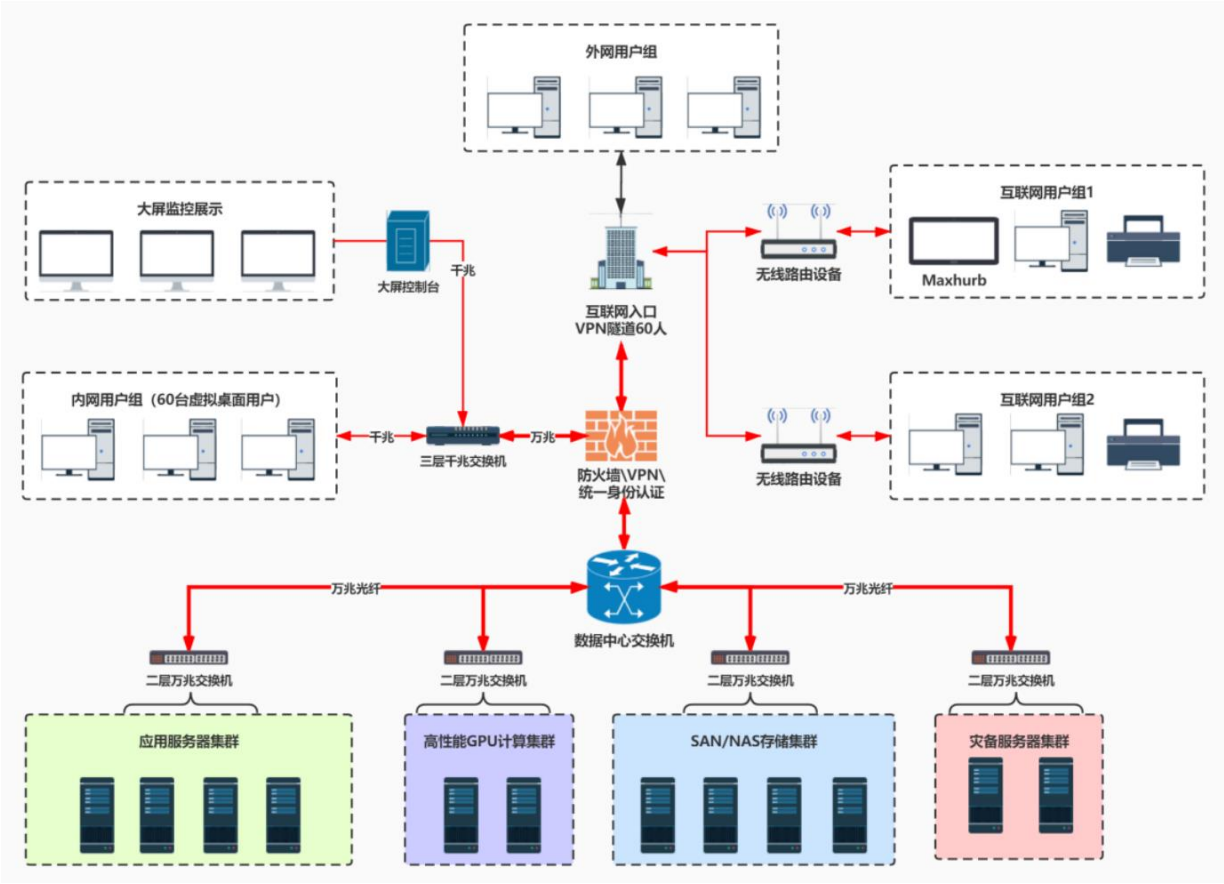 外网用户组
大屏监控展示
大屏控制台
千兆
互联网入口
VPN隧道60人
无线路由设备
互联网用户组1
Maxhurb
内网用户组（60台虚拟桌面用户）
千兆
三层千兆交换机
万兆
防火墙\VPN\
统一身份认证
无线路由设备
互联网用户组2
万兆光纤
万兆光纤
数据中心交换机
二层万兆交换机
二层万兆交换机
二层万兆交换机
二层万兆交换机
应用服务器集群
高性能GPU计算集群
SAN/NAS存储集群
灾备服务器集群